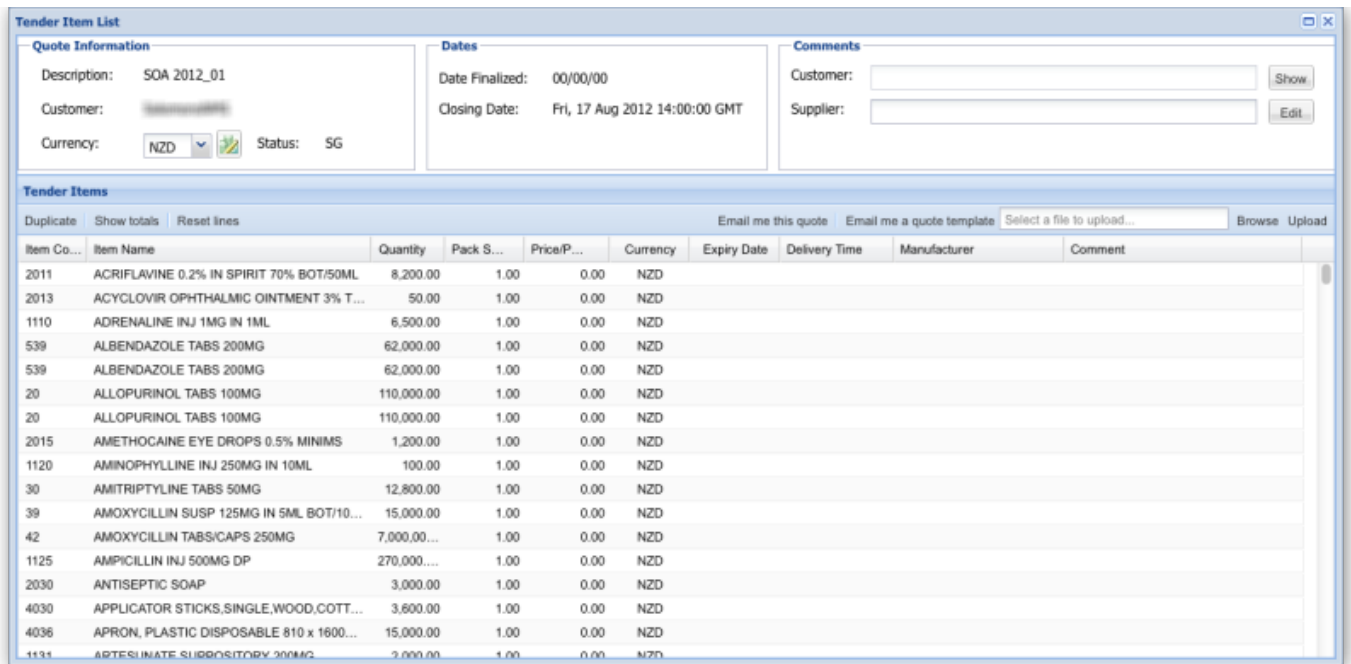 Tender Item List
Quote Information Dates Comments
Description: SOA 2012_01 Date Finalized: 00/00/00 Customer: Show
Customer: Closing Date: Fri, 17 Aug 2012 14:00:00 GMT Supplier: Edit
Currency: NZD Status: SG
Tender Items
Duplicate Show totals Reset lines Email me this quote Email me a quote template Select a file to upload... Browse Upload
Item Co... Item Name Quantity Pack S... Price/P... Currency Expiry Date Delivery Time Manufacturer Comment
2011 ACRIFLAVINE 0.2% IN SPIRIT 70% BOT/50ML 8,200.00 1.00 0.00 NZD
2013 ACYCLOVIR OPHTHALMIC OINTMENT 3% T... 50.00 1.00 0.00 NZD
1110 ADRENALINE INJ 1MG IN 1ML 6,500.00 1.00 0.00 NZD
539 ALBENDAZOLE TABS 200MG 62,000.00 1.00 0.00 NZD
539 ALBENDAZOLE TABS 200MG 62,000.00 1.00 0.00 NZD
20 ALLOPURINOL TABS 100MG 110,000.00 1.00 0.00 NZD
20 ALLOPURINOL TABS 100MG 110,000.00 1.00 0.00 NZD
2015 AMETHOCAINE EYE DROPS 0.5% MINIMS 1,200.00 1.00 0.00 NZD
1120 AMINOPHYLLINE INJ 250MG IN 10ML 100.00 1.00 0.00 NZD
30 AMITRIPTYLINE TABS 50MG 12,800.00 1.00 0.00 NZD
39 AMOXYCILLIN SUSP 125MG IN 5ML BOT/10... 15,000.00 1.00 0.00 NZD
42 AMOXYCILLIN TABS/CAPS 250MG 7,000,00... 1.00 0.00 NZD
1125 AMPICILLIN INJ 500MG DP 270,000.... 1.00 0.00 NZD
2030 ANTISEPTIC SOAP 3,000.00 1.00 0.00 NZD
4030 APPLICATOR STICKS,SINGLE,WOOD,COTT... 3,600.00 1.00 0.00 NZD
4036 APRON, PLASTIC DISPOSABLE 810 x 1600... 15,000.00 1.00 0.00 NZD
1131 ARTESUNATE SUPPOSITORY 200MG 2,000.00 1.00 0.00 NZD